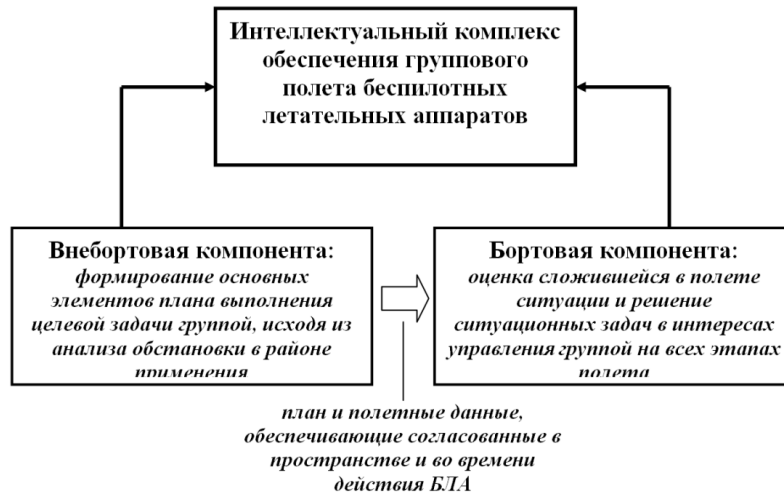 Интеллектуальный комплекс
обеспечения группового
полета беспилотных
летательных аппаратов
Внебортовая компонента:
формирование основных
элементов плана выполнения
целевой задачи группой, исходя из
анализа обстановки в районе
применения
Бортовая компонента:
оценка сложившейся в полете
ситуации и решение
ситуационных задач в интересах
управления группой на всех этапах
полета
план и полетные данные,
обеспечивающие согласованные в
пространстве и во времени
действия БЛА